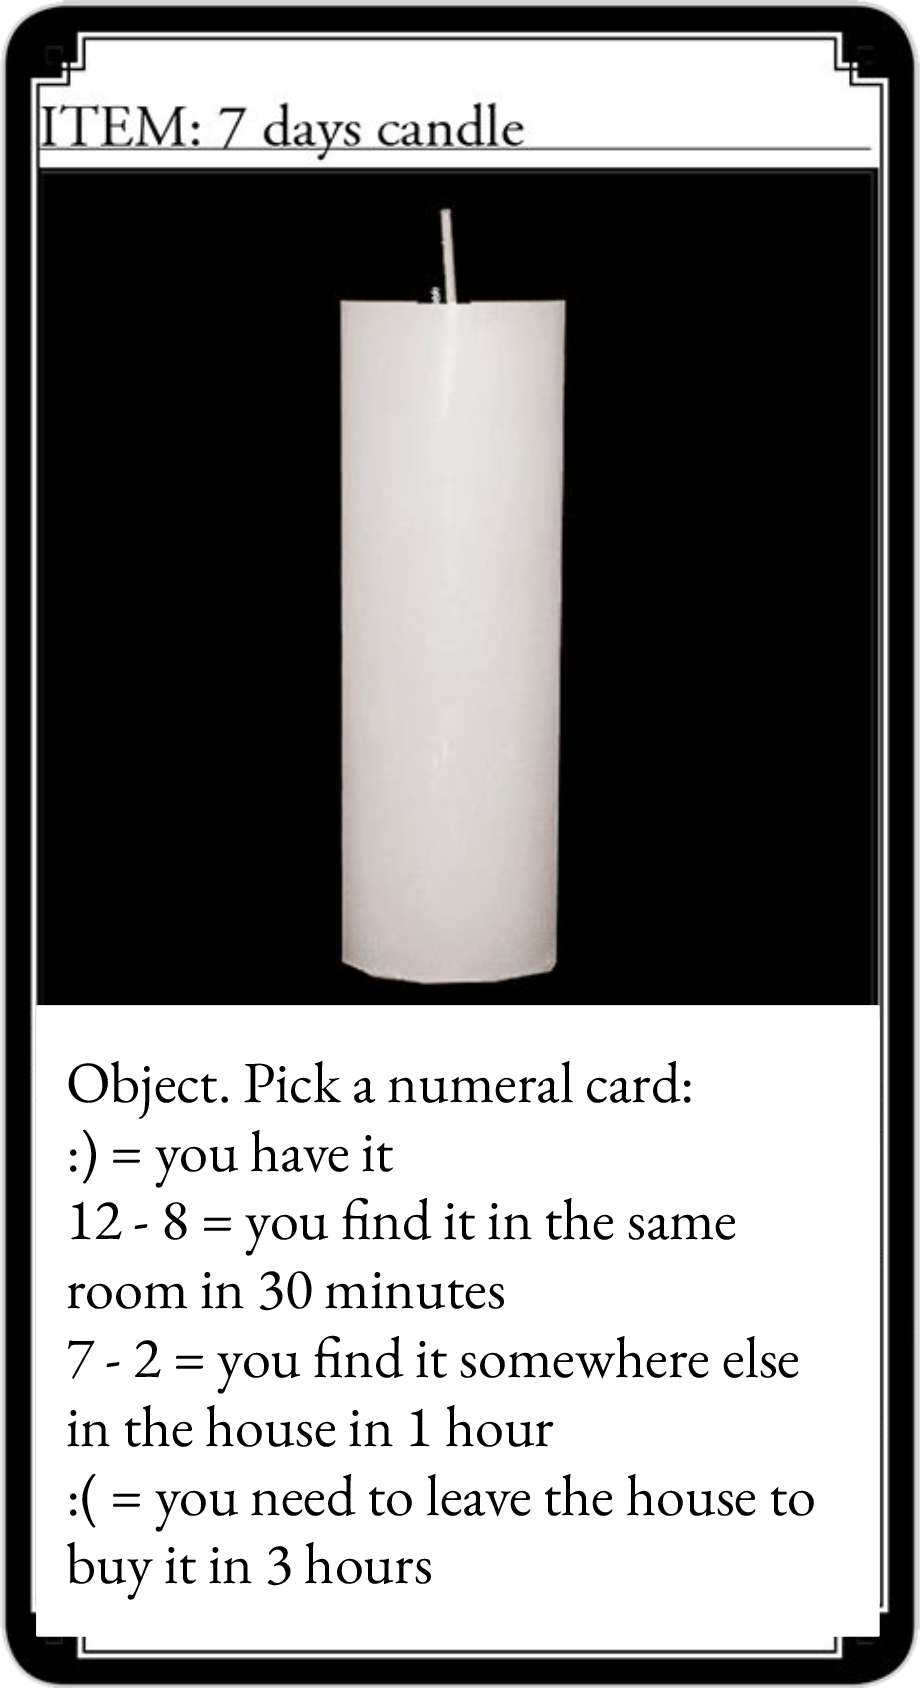 ITEM: 7 days candle
Object. Pick a numeral card:
:) = you have it
12 - 8 = you find it in the same
room in 30 minutes
7 - 2 = you find it somewhere else
in the house in 1 hour
:( = you need to leave the house to
buy it in 3 hours